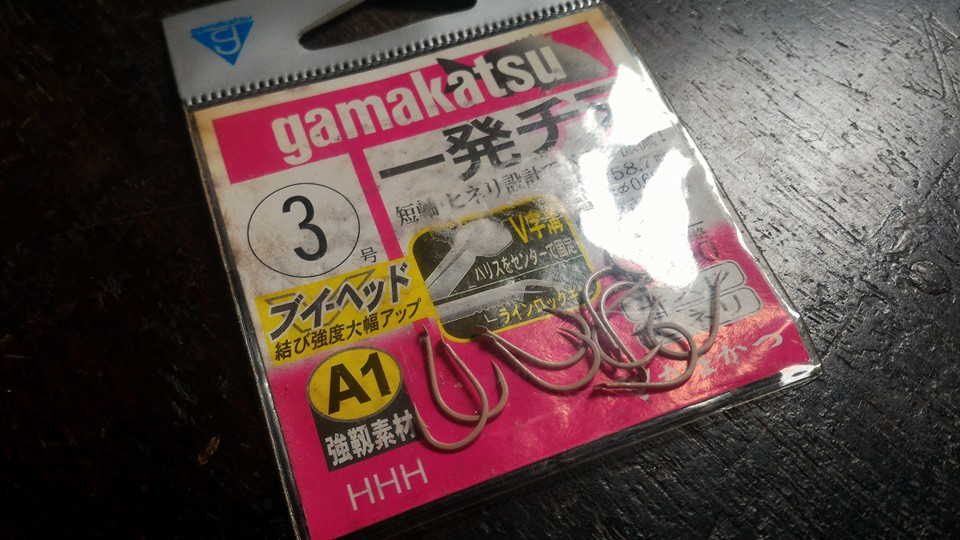 gamakatsu
gamakatsu
一発チ
短軸・ヒネリ設計
3
号
V字溝
ハリスをセンターで固定
ラインロック
ブイ-ヘッド
結び強度大幅アップ
A1
強靱素材
HHH